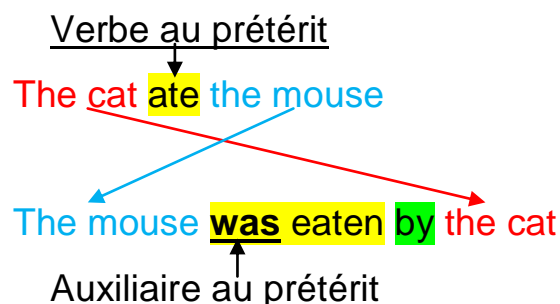 Verbe au prétérit
The cat ate the mouse
The mouse was eaten by the cat
Auxiliaire au prétérit